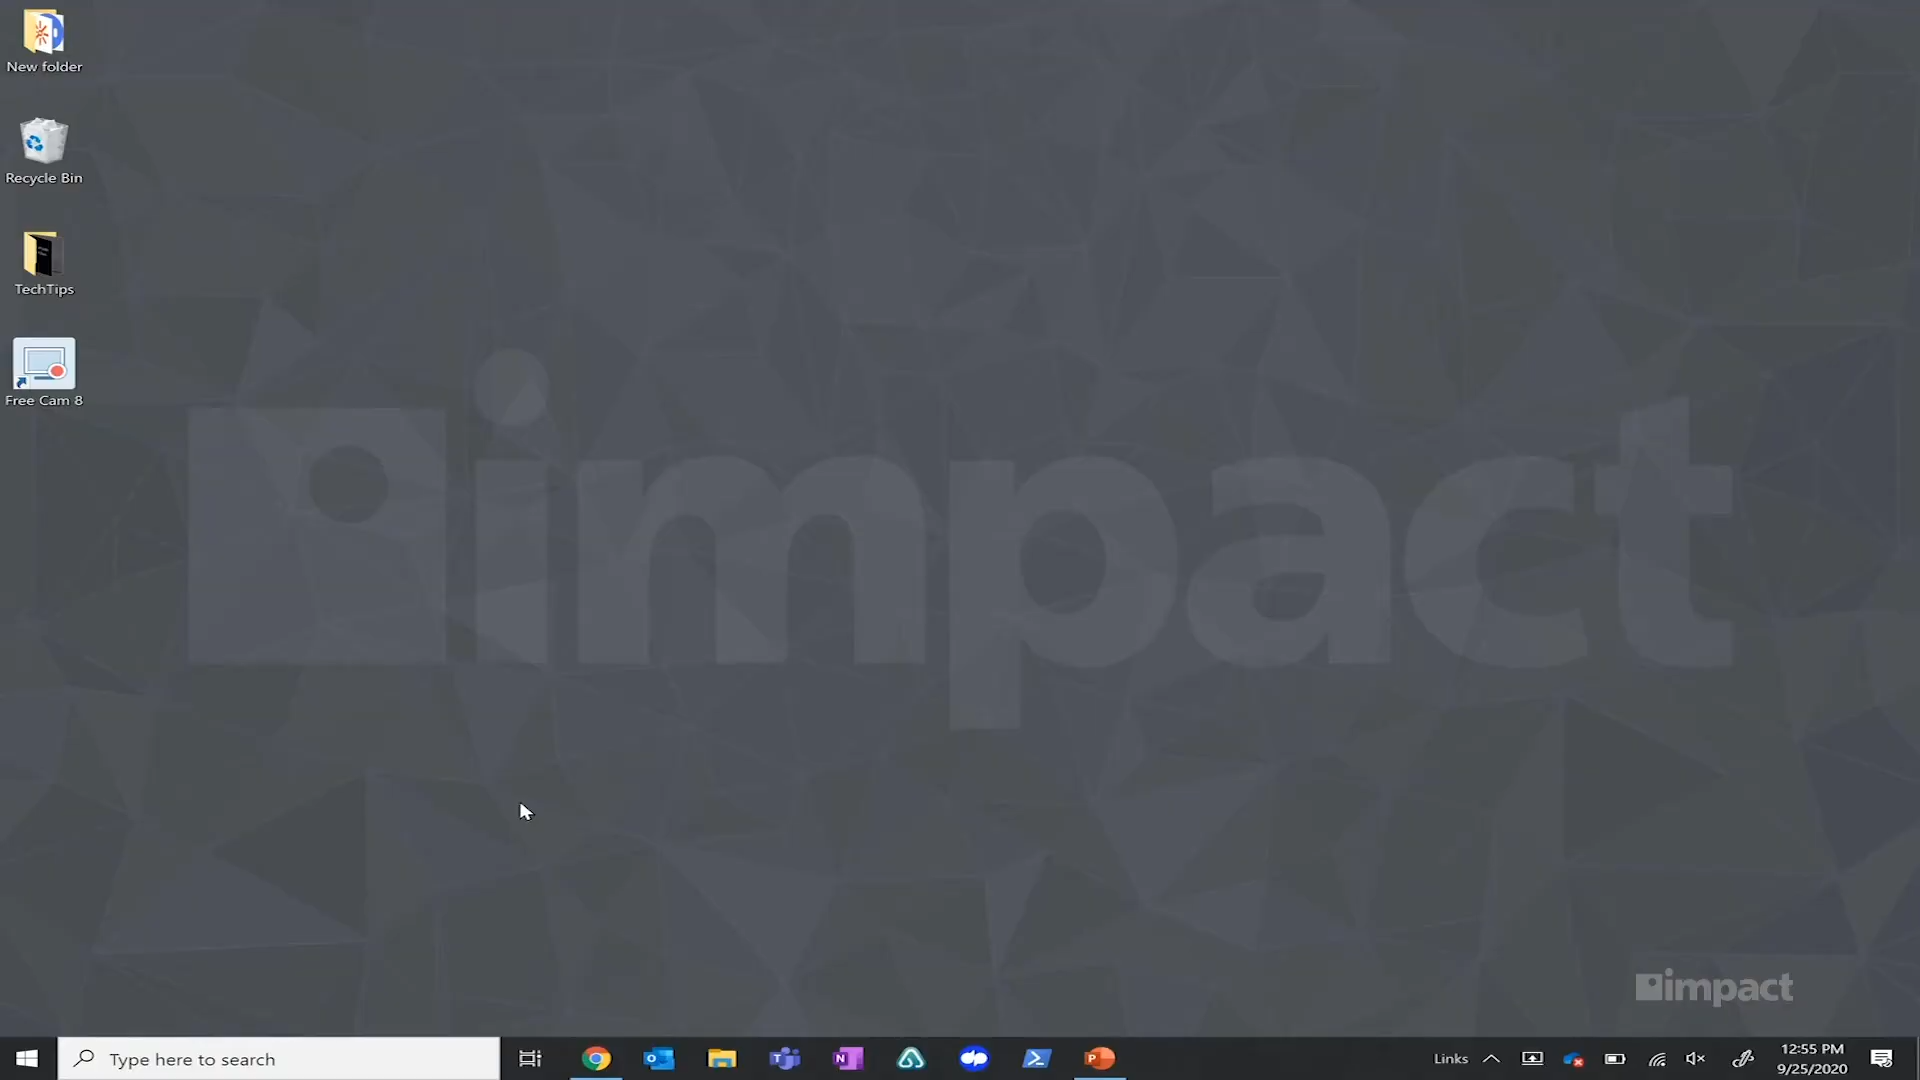 New folder
Recycle Bin
TechTips
Free Cam 8
impact
impact
Type here to search
Links
12:55 PM
9/25/2020